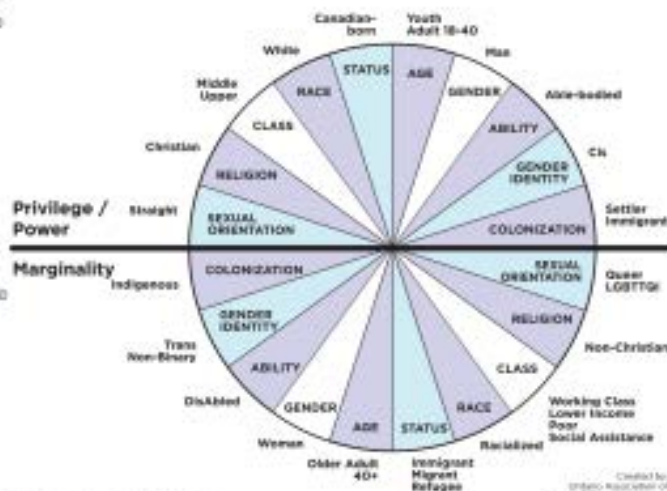 Canadian-
born
Youth
Adult 18-40
White
Man
STATUS
AGE
Middle
Upper
RACE
GENDER
Able-bodied
CLASS
ABILITY
Christian
Cis
RELIGION
GENDER
IDENTITY
Privilege /
Power
Straight
SEXUAL
ORIENTATION
COLONIZATION
Settler
Immigrant
Marginality
Indigenous
COLONIZATION
SEXUAL
ORIENTATION
Queer
LGBTTQI
GENDER
IDENTITY
RELIGION
Trans
Non-Binary
Non-Christian
ABILITY
CLASS
DisAbled
GENDER
RACE
Working Class
Lower Income
Poor
Social Assistance
AGE
STATUS
Woman
Racialized
Older Adult
40+
Immigrant
Migrant
Refugee
Created by
Ontario Association of